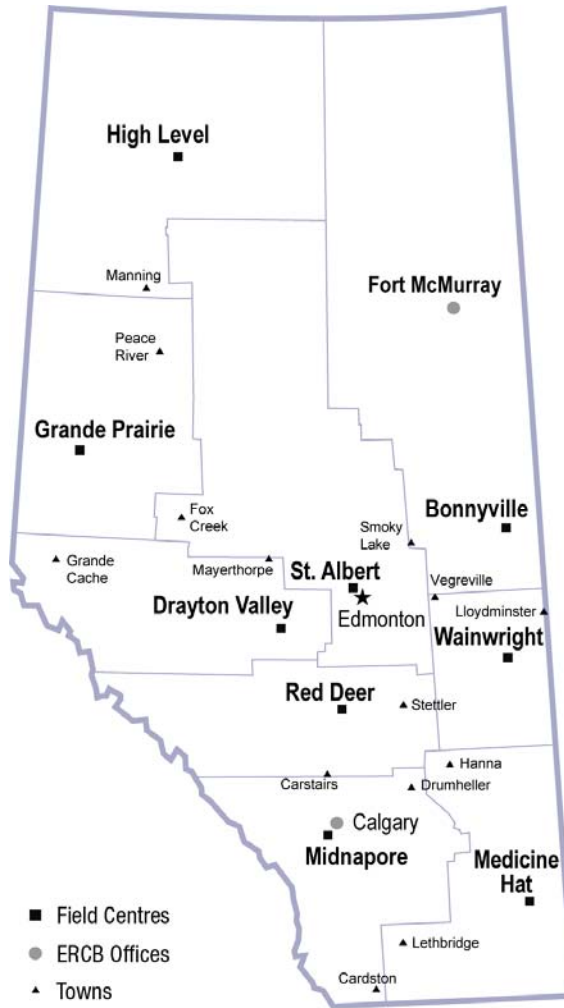 High Level
Manning
Fort McMurray
Peace
River
Grande Prairie
Fox
Creek
Bonnyville
Smoky
Lake
Grande
Cache
Mayerthorpe
St. Albert
Vegreville
Drayton Valley
Edmonton
Lloydminster
Wainwright
Red Deer
Stettler
Hanna
Carstairs
Drumheller
Calgary
Midnapore
Medicine
Hat
Field Centres
Lethbridge
ERCB Offices
Cardston
Towns